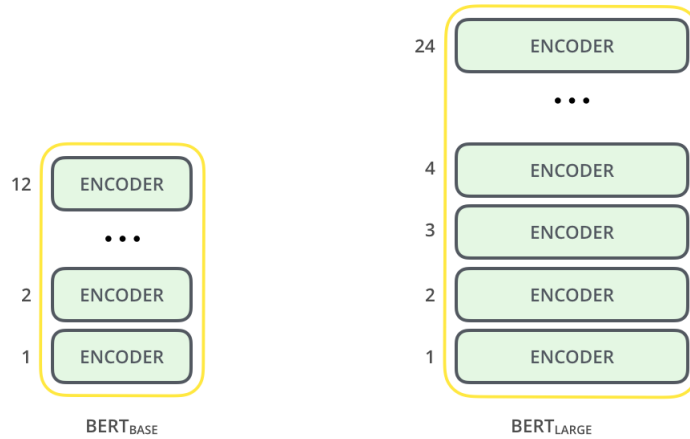 24 ENCODER
...
12 ENCODER
4 ENCODER
...
3 ENCODER
2 ENCODER
2 ENCODER
1 ENCODER
1 ENCODER
BERTBASE
BERTLARGE